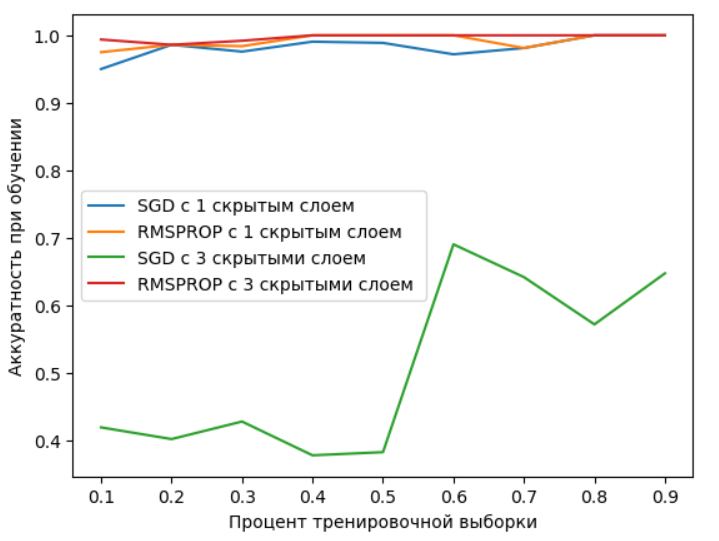 1.0
0.9
0.8
0.7
0.6
0.5
0.4
Аккуратность при обучении
SGD с 1 скрытым слоем
RMSPROP с 1 скрытым слоем
SGD с 3 скрытыми слоем
RMSPROP с 3 скрытыми слоем
0.1 0.2 0.3 0.4 0.5 0.6 0.7 0.8 0.9
Процент тренировочной выборки